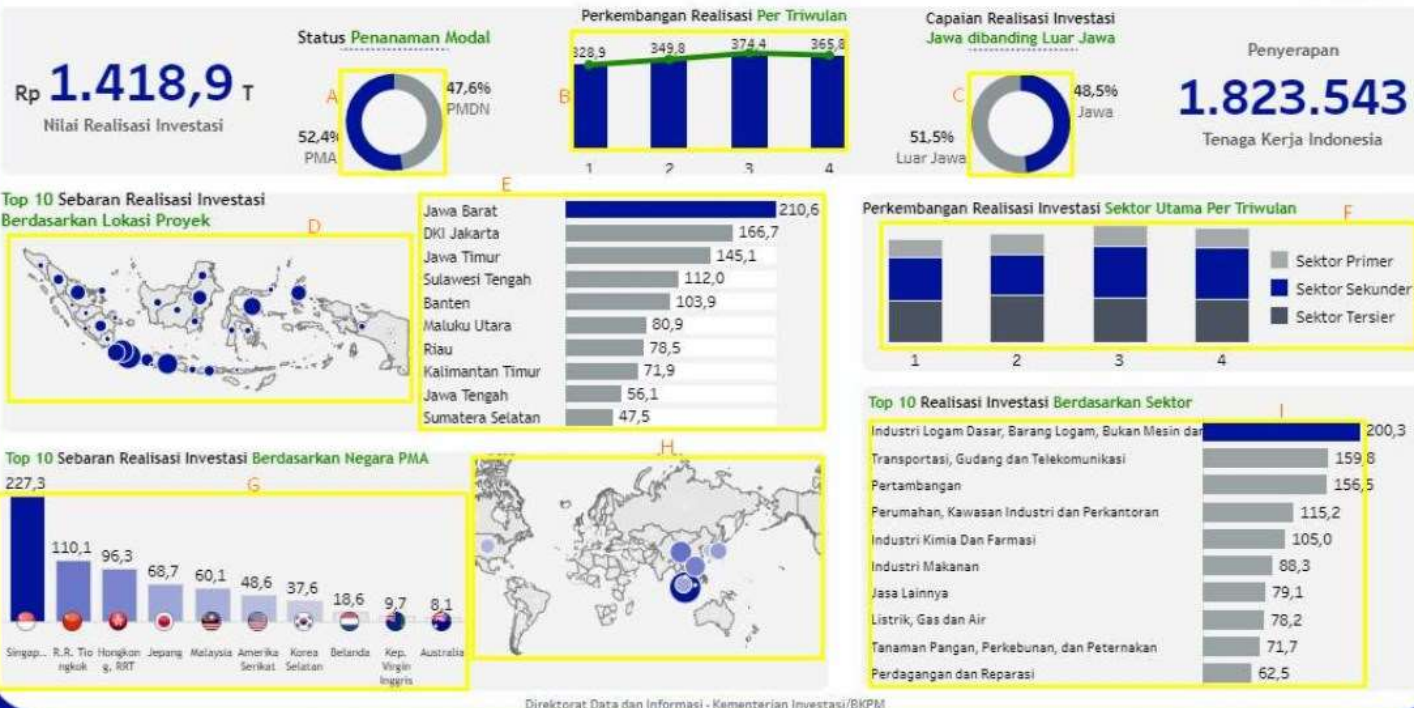 Rp 1.418,9 T
Nilai Realisasi Investasi
Status Penanaman Modal
A
47,6%
PMDN
52,4%
PMA
Perkembangan Realisasi Per Triwulan
328,9 349,8 374,4 365,8
B
1 2 3 4
Capaian Realisasi Investasi
Jawa dibanding Luar Jawa
C
48,5%
Jawa
51,5%
Luar Jawa
Penyerapan
1.823.543
Tenaga Kerja Indonesia
Top 10 Sebaran Realisasi Investasi
Berdasarkan Lokasi Proyek
D
E
Jawa Barat 210,6
DKI Jakarta 166,7
Jawa Timur 145,1
Sulawesi Tengah 112,0
Banten 103,9
Maluku Utara 80,9
Riau 78,5
Kalimantan Timur 71,9
Jawa Tengah 56,1
Sumatera Selatan 47,5
Perkembangan Realisasi Investasi Sektor Utama Per Triwulan
F
Sektor Primer
Sektor Sekunder
Sektor Tersier
1 2 3 4
Top 10 Sebaran Realisasi Investasi Berdasarkan Negara PMA
G
227,3 110,1 96,3 68,7 60,1 48,6 37,6 18,6 9,7 8,1
Singap... R.R. Tio Hongkon Jepang Malaysia Amerika Korea Belanda Kep. Australia
ngkok g, RRT Serikat Selatan Virgin
Inggris
H
Top 10 Realisasi Investasi Berdasarkan Sektor
I
Industri Logam Dasar, Barang Logam, Bukan Mesin dan 200,3
Transportasi, Gudang dan Telekomunikasi 159,8
Pertambangan 156,5
Perumahan, Kawasan Industri dan Perkantoran 115,2
Industri Kimia Dan Farmasi 105,0
Industri Makanan 88,3
Jasa Lainnya 79,1
Listrik, Gas dan Air 78,2
Tanaman Pangan, Perkebunan, dan Peternakan 71,7
Perdagangan dan Reparasi 62,5
Direktorat Data dan Informasi - Kementerian Investasi/BKPM